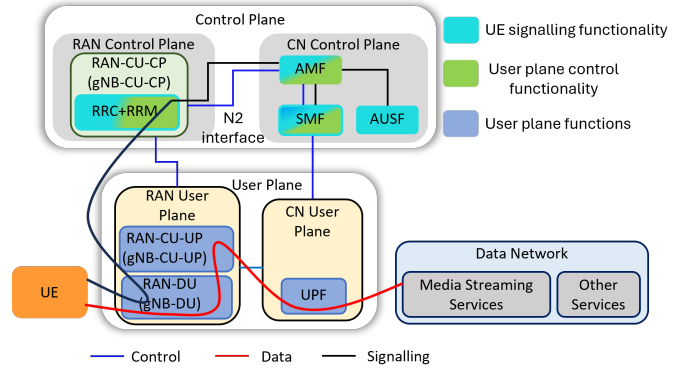 Control Plane
RAN Control Plane
RAN-CU-CP
(gNB-CU-CP)
RRC+RRM
N2
interface
CN Control Plane
AMF
SMF
AUSF
UE signalling functionality
User plane control
functionality
User plane functions
User Plane
RAN User
Plane
RAN-CU-UP
(gNB-CU-UP)
RAN-DU
(gNB-DU)
CN User
Plane
UPF
UE
Data Network
Media Streaming
Services
Other
Services
Control
Data
Signalling